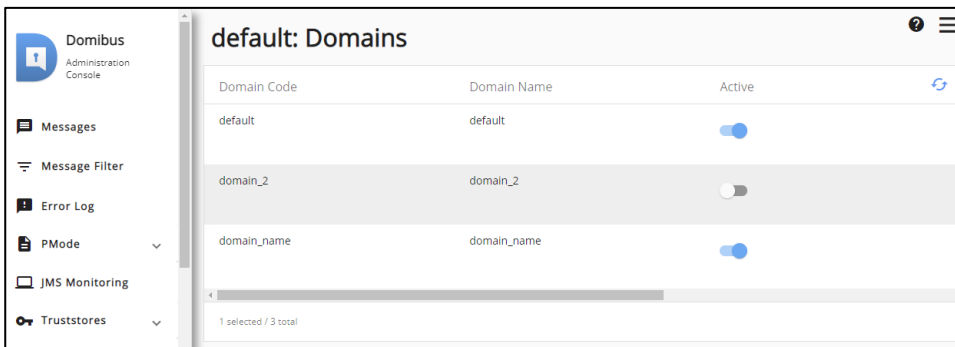 Domibus
Administration
Console
Messages
Message Filter
Error Log
PMode
JMS Monitoring
Truststores
default: Domains
Domain Code Domain Name Active
default default
domain_2 domain_2
domain_name domain_name
1 selected / 3 total